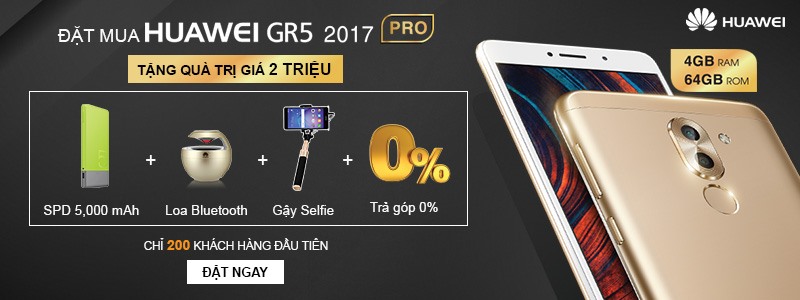 ĐẶT MUA HUAWEI GR5 2017 PRO
TẶNG QUÀ TRỊ GIÁ 2 TRIỆU
HUAWEI
4GB RAM
64GB ROM
+ + + 0%
SPD 5,000 mAh Loa Bluetooth Gậy Selfie Trả góp 0%
CHỈ 200 KHÁCH HÀNG ĐẦU TIÊN
ĐẶT NGAY